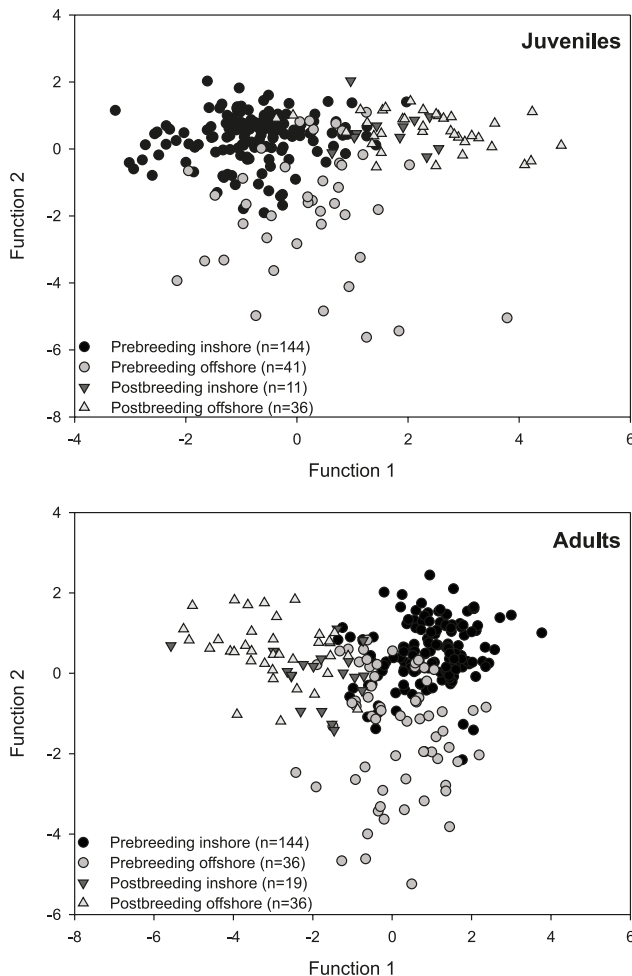 Juveniles
4
2
0
-2
-4
-6
-8
Function 2
Prebreeding inshore (n=144)
Prebreeding offshore (n=41)
Postbreeding inshore (n=11)
Postbreeding offshore (n=36)
-4 -2 0 2 4 6
Function 1
Adults
4
2
0
-2
-4
-6
Function 2
Prebreeding inshore (n=144)
Prebreeding offshore (n=36)
Postbreeding inshore (n=19)
Postbreeding offshore (n=36)
-8 -6 -4 -2 0 2 4 6
Function 1